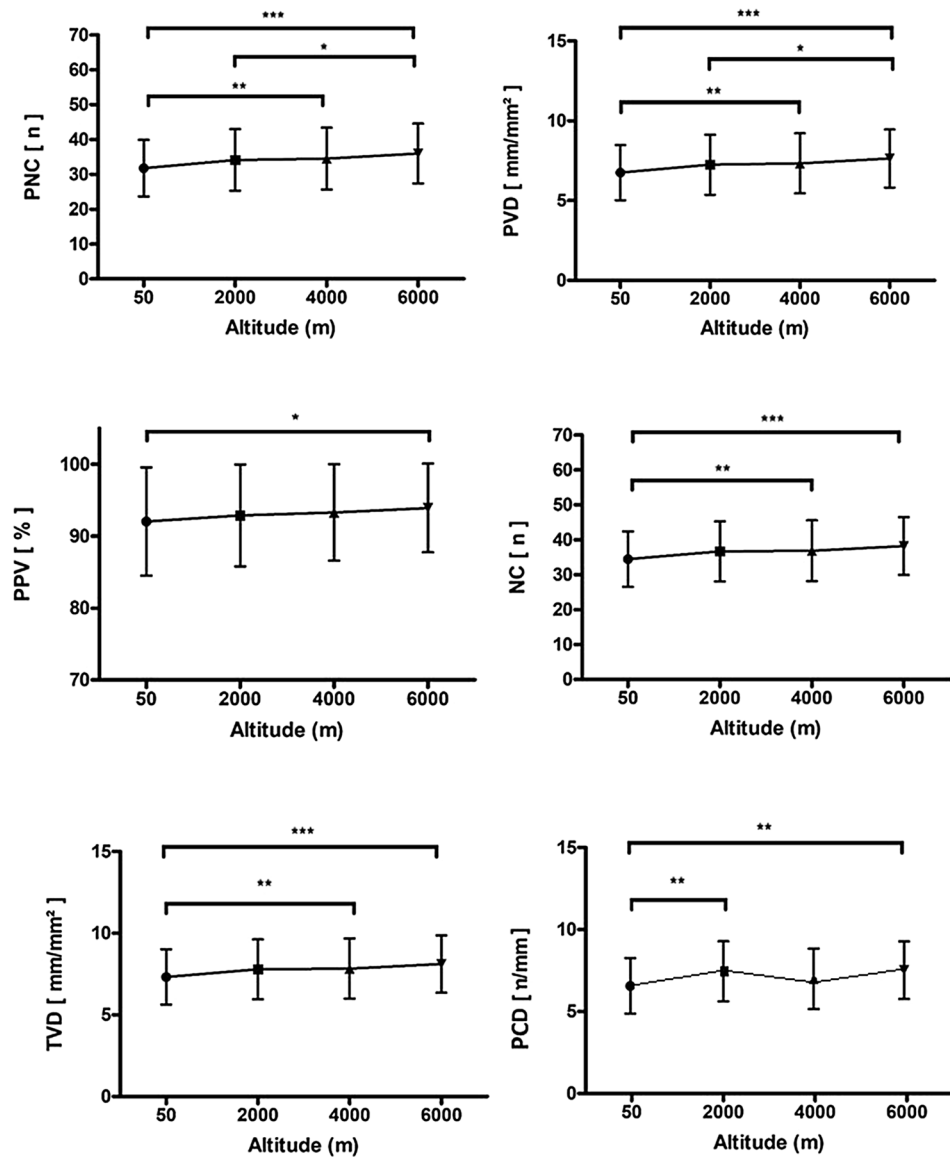 ***
*
**
70
60
50
40
30
20
10
0
PNC [ n]
50 2000 4000 6000
Altitude (m)
***
*
**
15
10
5
0
PVD [ mm/mm²]
50 2000 4000 6000
Altitude (m)
*
100
90
80
70
PPV [ %]
50 2000 4000 6000
Altitude (m)
***
**
70
60
50
40
30
20
10
0
NC [ n]
50 2000 4000 6000
Altitude (m)
***
**
15
10
5
0
TVD [ mm/mm²]
50 2000 4000 6000
Altitude (m)
**
**
15
10
5
0
PCD [ n/mm]
50 2000 4000 6000
Altitude (m)